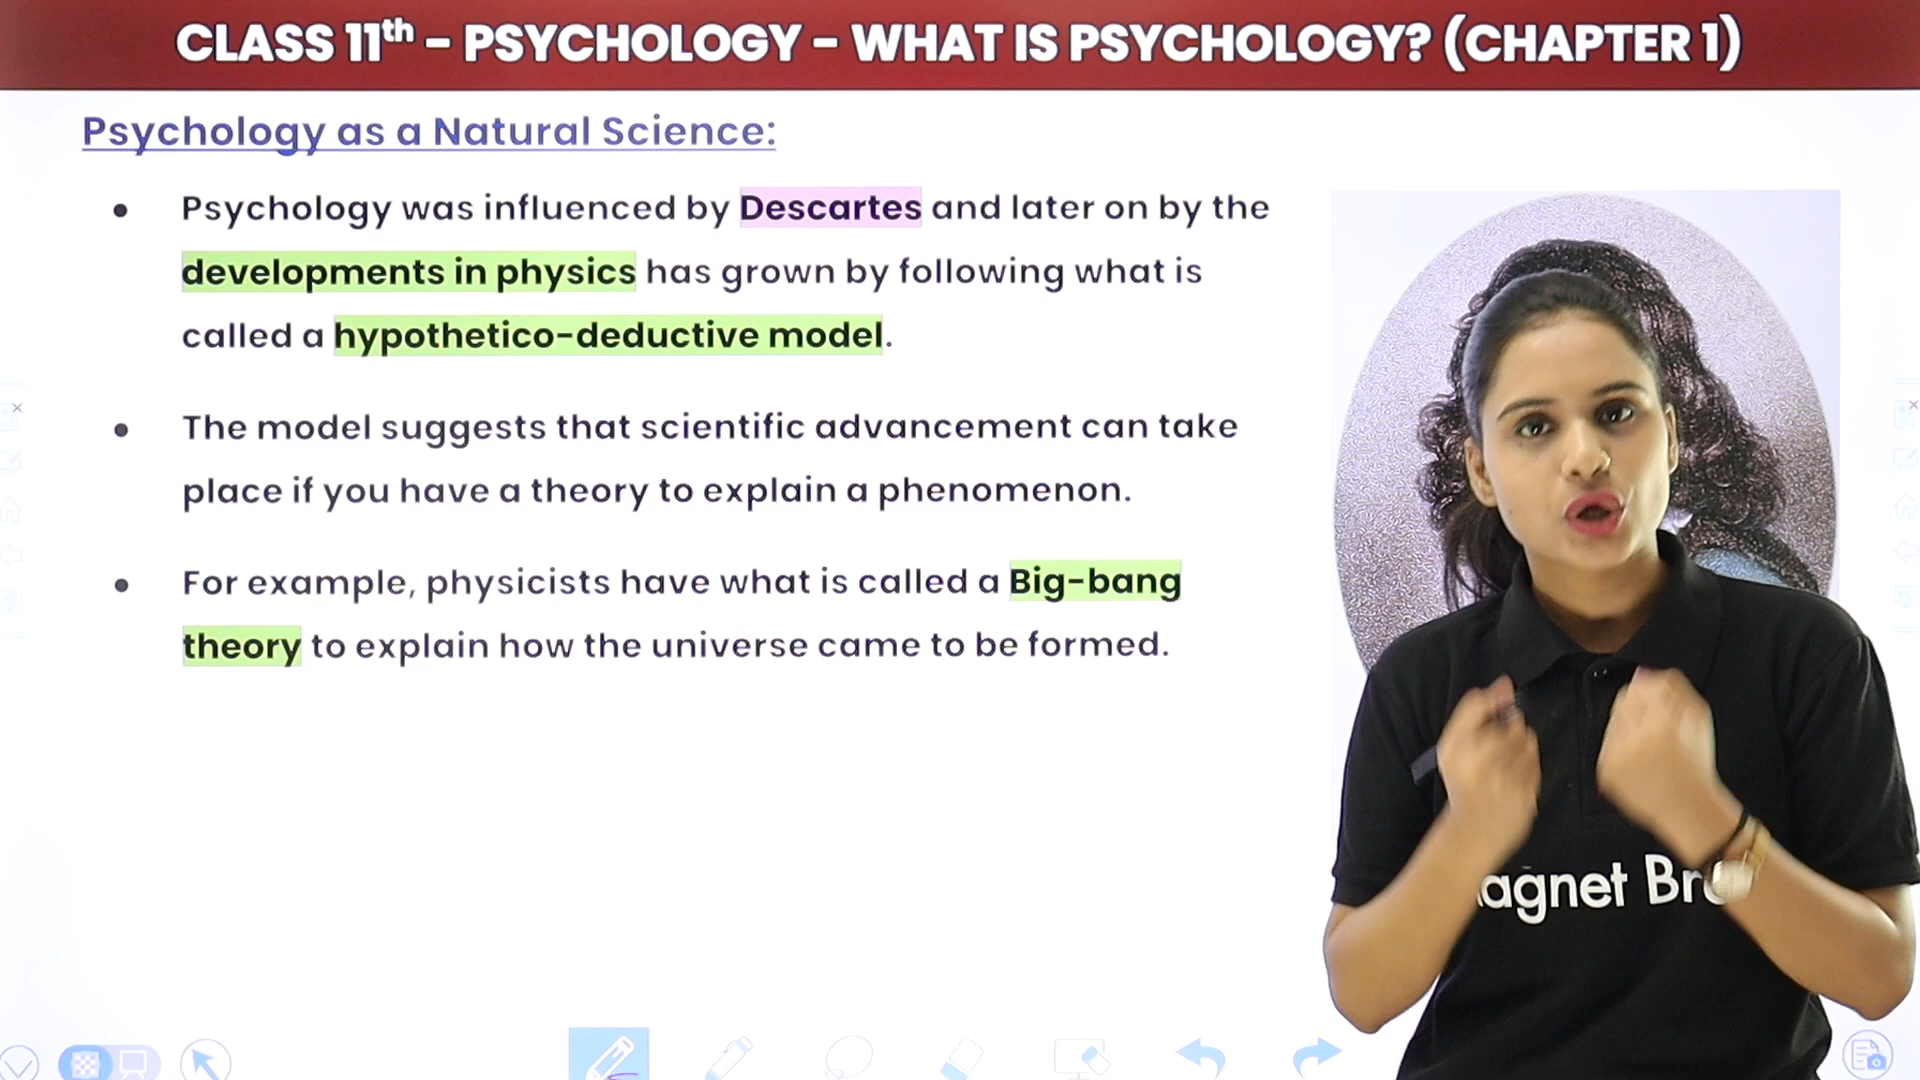 CLASS 11th - PSYCHOLOGY - WHAT IS PSYCHOLOGY? (CHAPTER 1)
Psychology as a Natural Science:
• Psychology was influenced by Descartes and later on by the
developments in physics has grown by following what is
called a hypothetico-deductive model.
• The model suggests that scientific advancement can take
place if you have a theory to explain a phenomenon.
• For example, physicists have what is called a Big-bang
theory to explain how the universe came to be formed.
agnet Br